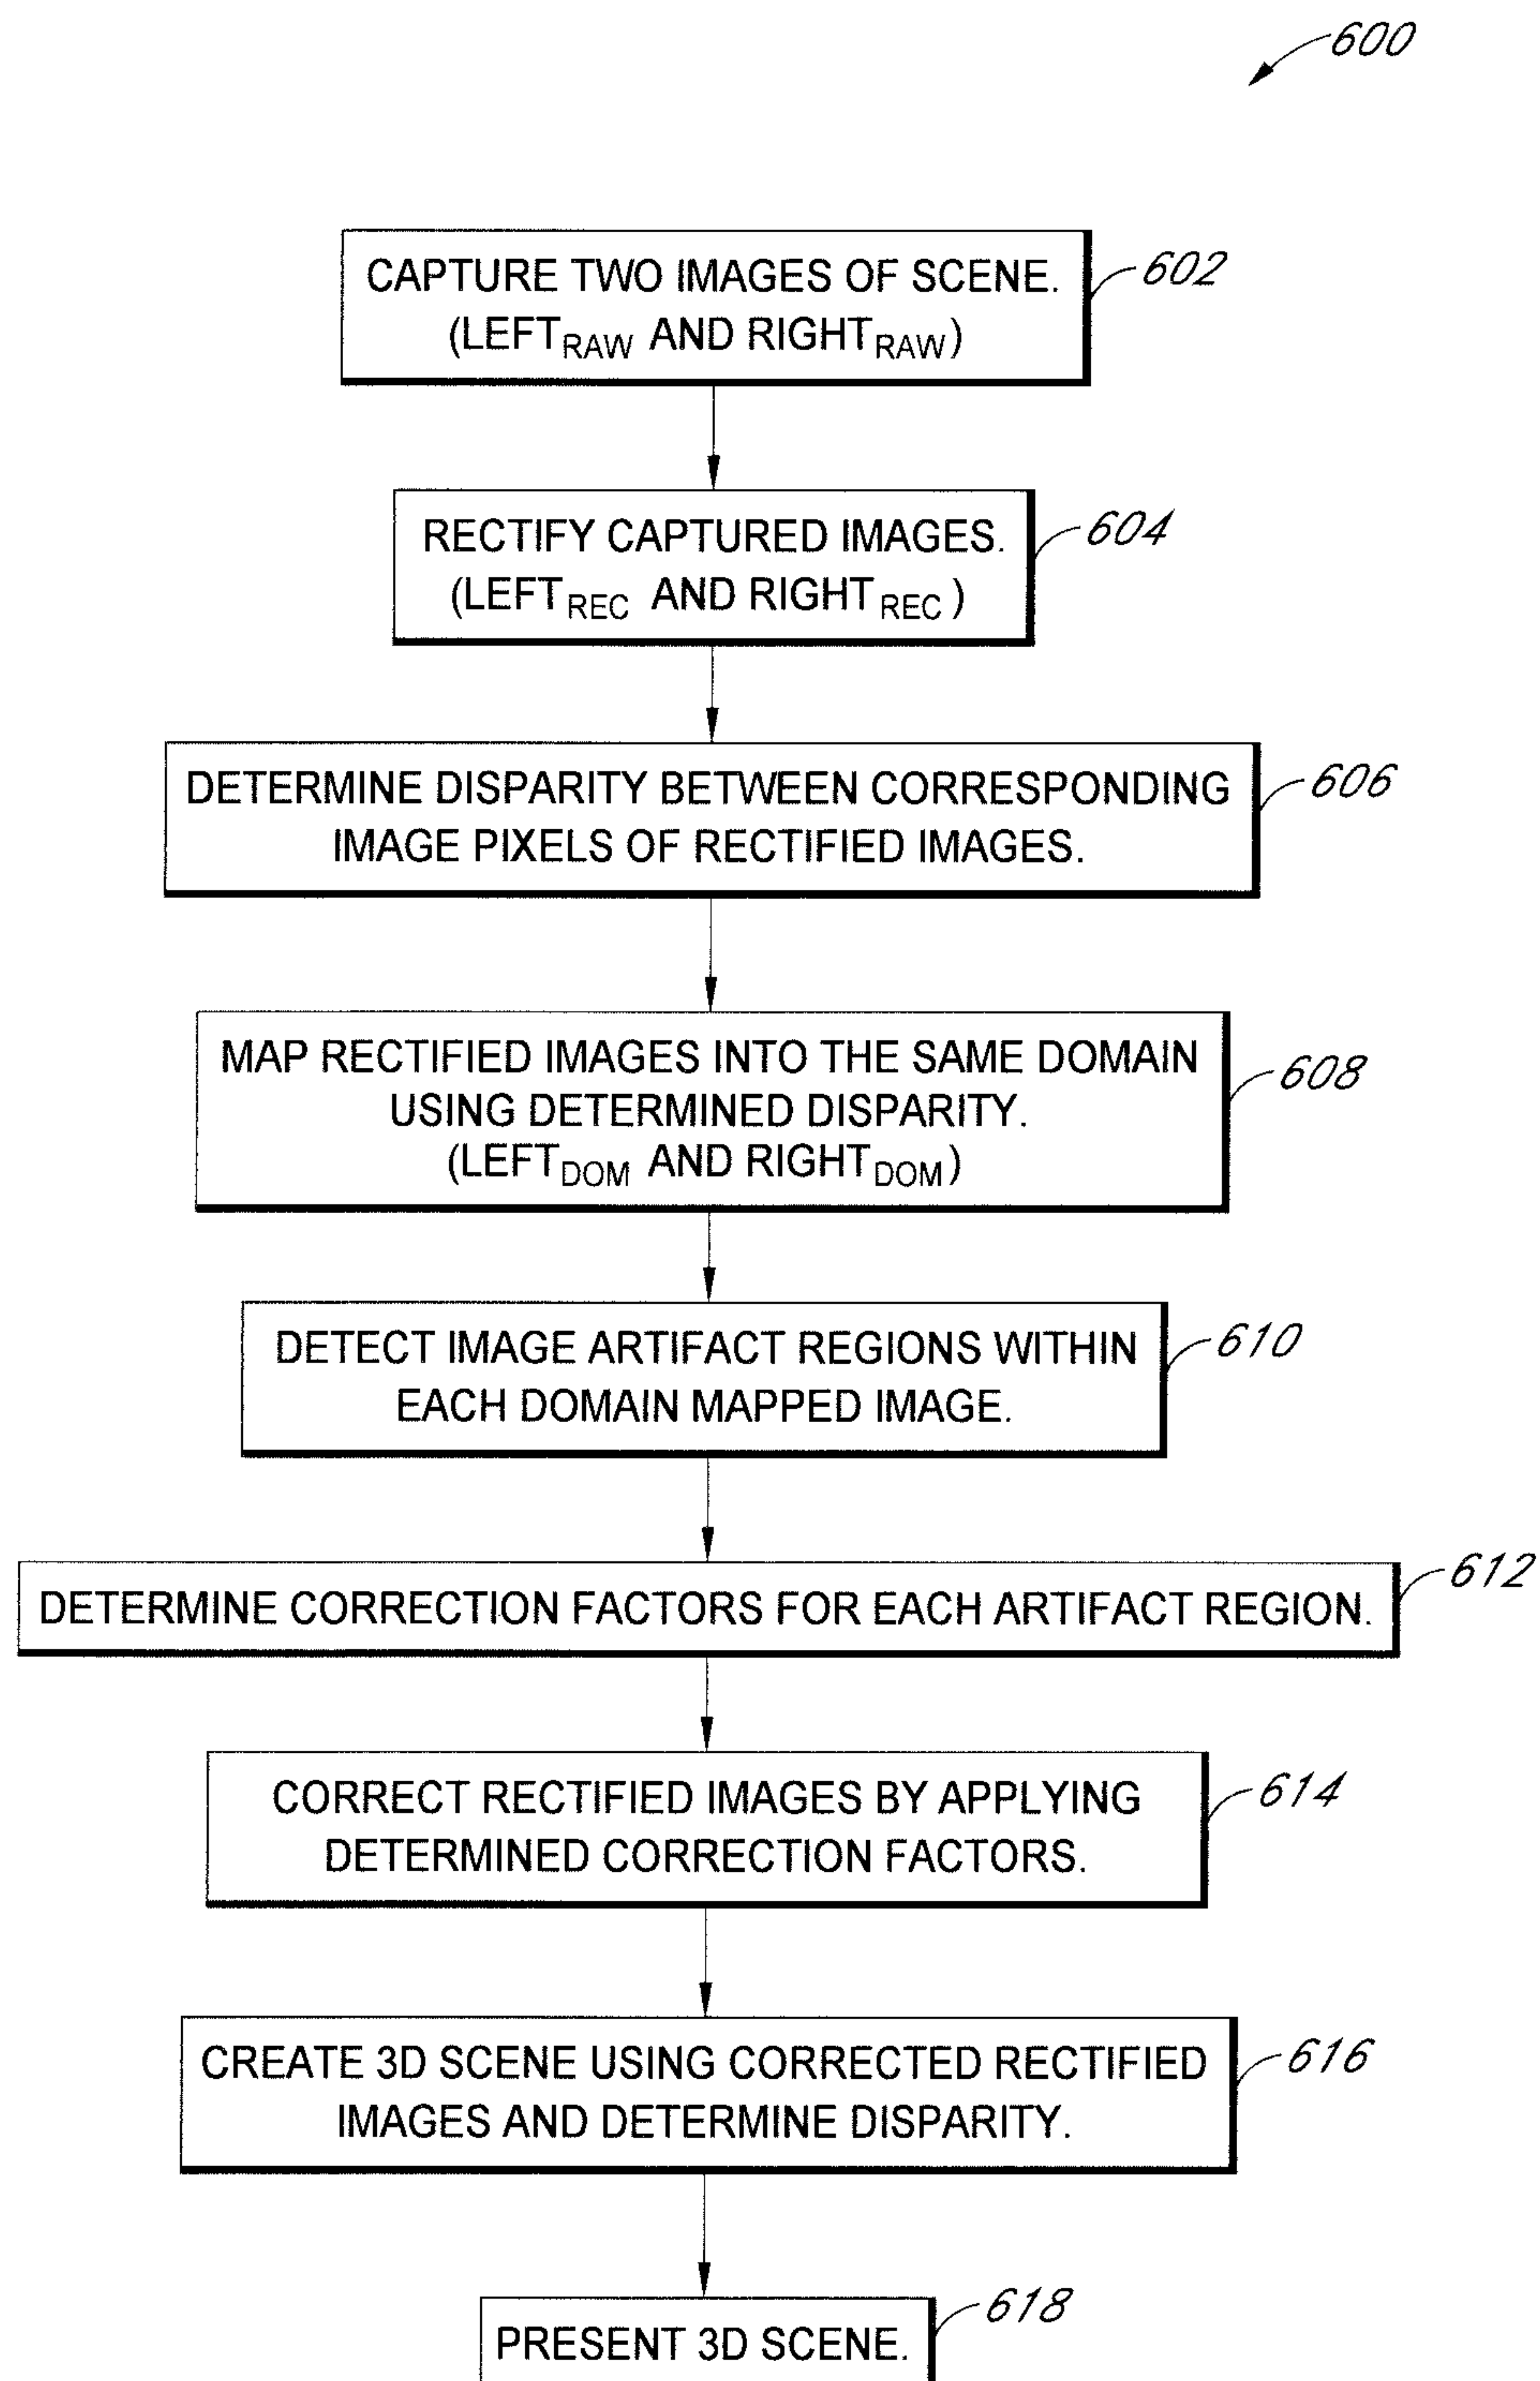 600
CAPTURE TWO IMAGES OF SCENE.
(LEFTRAW AND RIGHTRAW)
602
RECTIFY CAPTURED IMAGES.
(LEFTREC AND RIGHTREC)
604
DETERMINE DISPARITY BETWEEN CORRESPONDING
IMAGE PIXELS OF RECTIFIED IMAGES.
606
MAP RECTIFIED IMAGES INTO THE SAME DOMAIN
USING DETERMINED DISPARITY.
(LEFTDOM AND RIGHTDOM)
608
DETECT IMAGE ARTIFACT REGIONS WITHIN
EACH DOMAIN MAPPED IMAGE.
610
DETERMINE CORRECTION FACTORS FOR EACH ARTIFACT REGION.
612
CORRECT RECTIFIED IMAGES BY APPLYING
DETERMINED CORRECTION FACTORS.
614
CREATE 3D SCENE USING CORRECTED RECTIFIED
IMAGES AND DETERMINE DISPARITY.
616
PRESENT 3D SCENE.
618